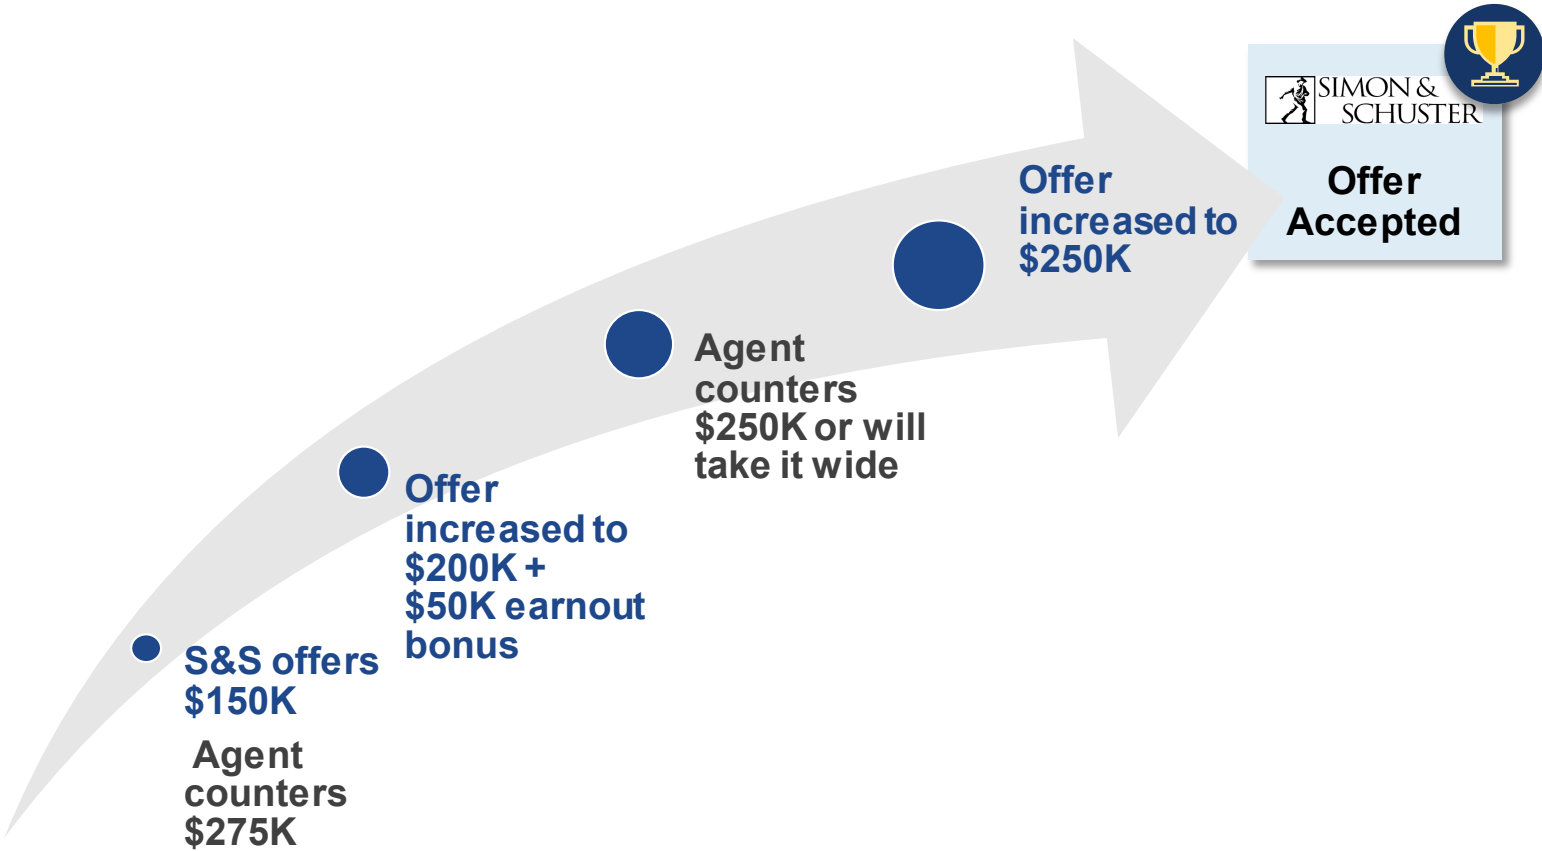 S&S offers
$150K
Agent
counters
$275K
Offer
increased to
$200K +
$50K earnout
bonus
Agent
counters
$250K or will
take it wide
Offer
increased to
$250K
SIMON &
SCHUSTER
Offer
Accepted